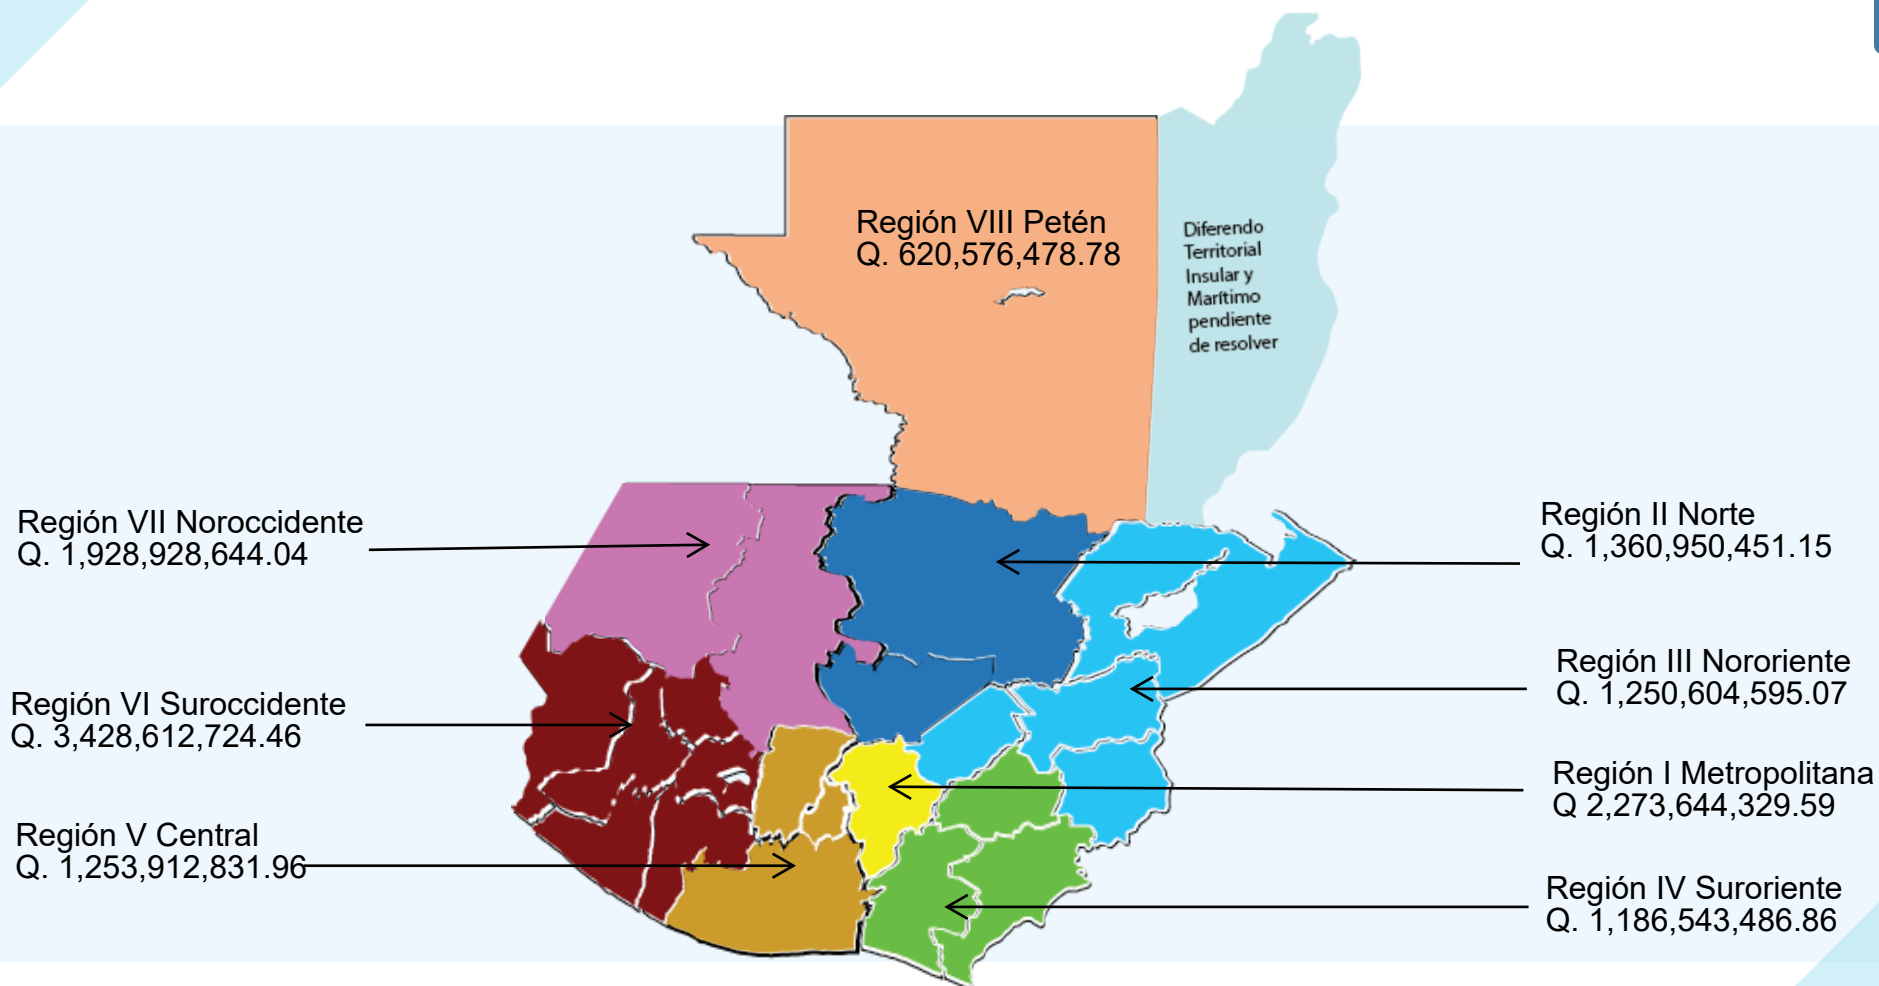 Región VIII Petén
Q. 620,576,478.78
Diferendo
Territorial
Insular y
Marítimo
pendiente
de resolver
Región VII Noroccidente
Q. 1,928,928,644.04
Región II Norte
Q. 1,360,950,451.15
Región VI Suroccidente
Q. 3,428,612,724.46
Región III Nororiente
Q. 1,250,604,595.07
Región I Metropolitana
Q 2,273,644,329.59
Región V Central
Q. 1,253,912,831.96
Región IV Suroriente
Q. 1,186,543,486.86